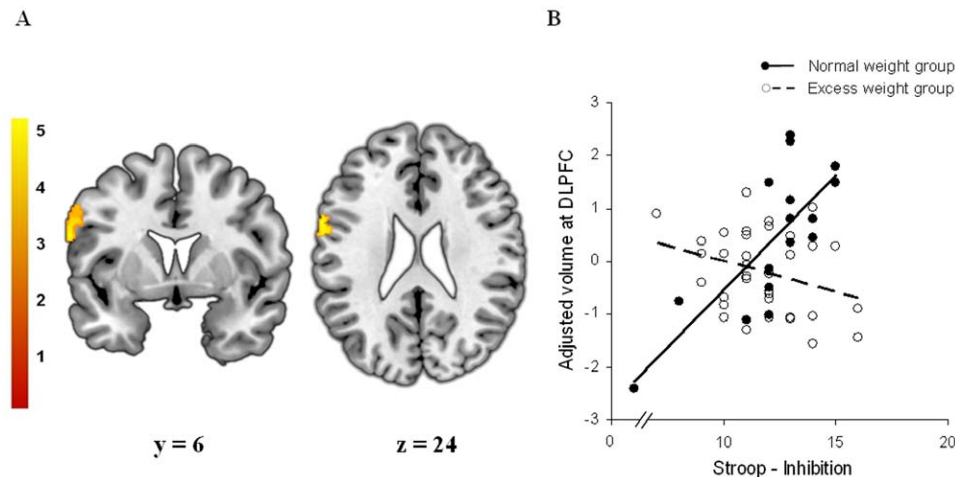 A
5
4
3
2
1
y = 6
z = 24
B
Normal weight group
Excess weight group
Adjusted volume at DLPFC
3
2
1
0
-1
-2
-3
0
10
15
20
Stroop - Inhibition